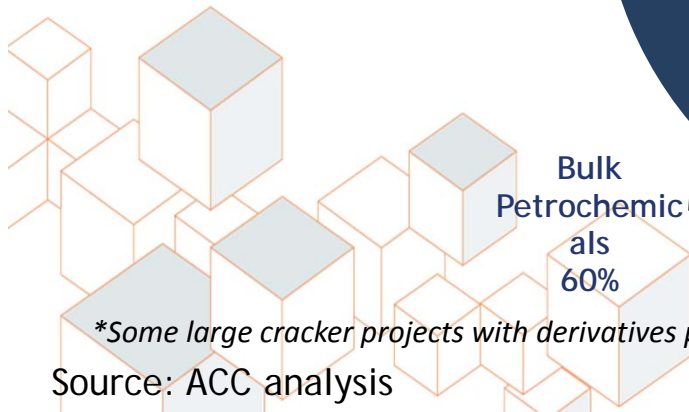 Bulk
Petrochemic
als
60%
*Some large cracker projects with derivatives p
Source: ACC analysis